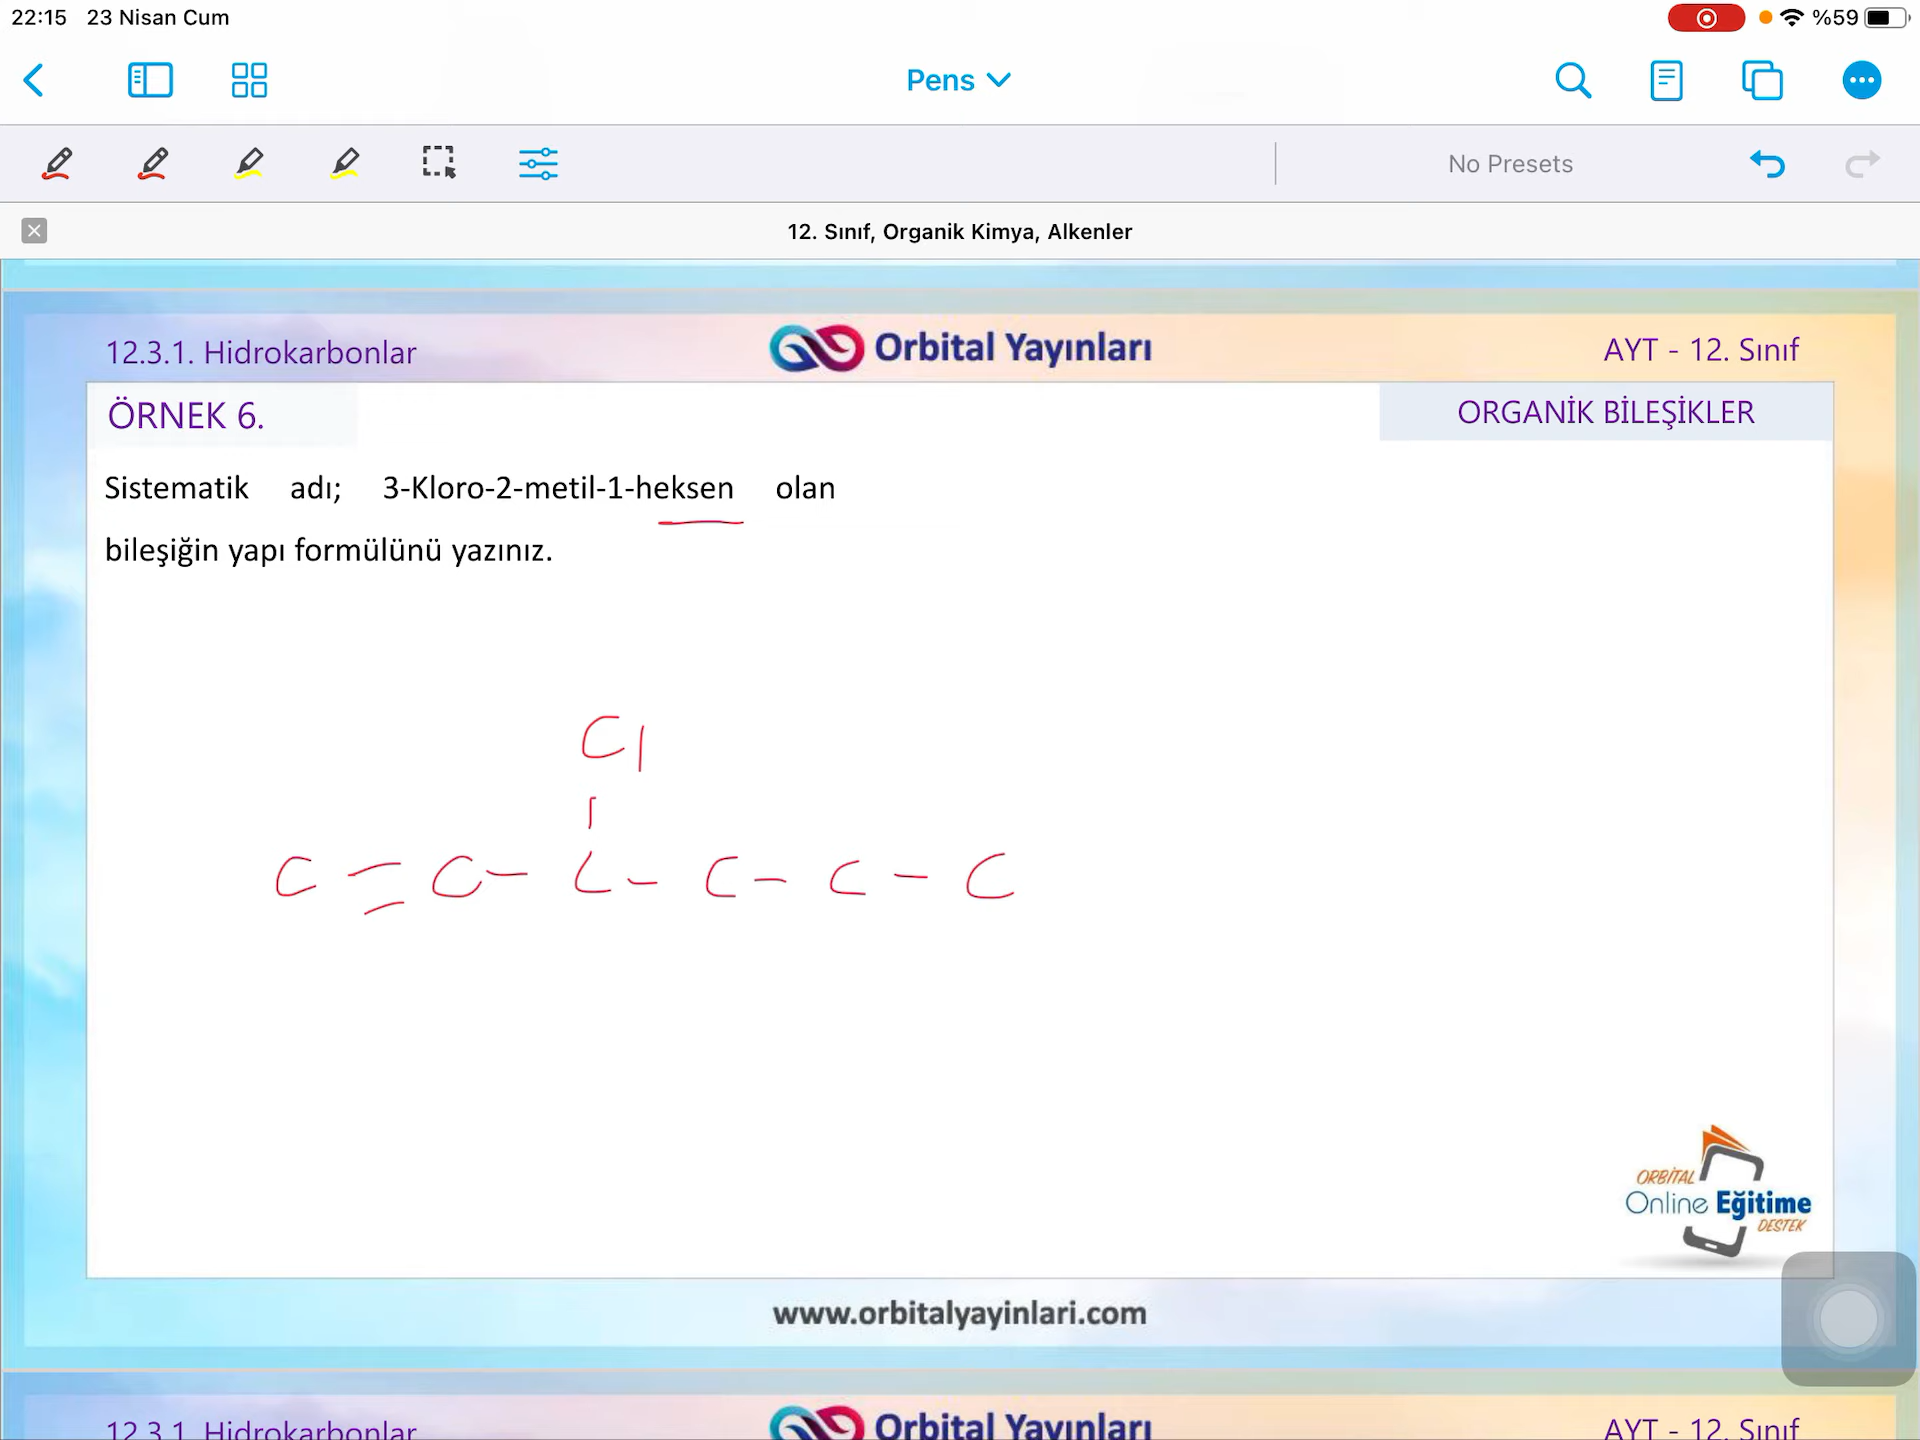 22:15 23 Nisan Cum
%59
Pens
No Presets
12. Sınıf, Organik Kimya, Alkenler
12.3.1. Hidrokarbonlar
Orbital Yayınları
AYT - 12. Sınıf
ÖRNEK 6.
ORGANİK BİLEŞİKLER
Sistematik adı; 3-Kloro-2-metil-1-heksen olan
bileşiğin yapı formülünü yazınız.
Cl
C = C - C - C - C - C
ORBİTAL
Online Eğitime
DESTEK
www.orbitalyayinlari.com
12.3.1. Hidrokarbonlar
Orbital Yayınları
AYT - 12. Sınıf